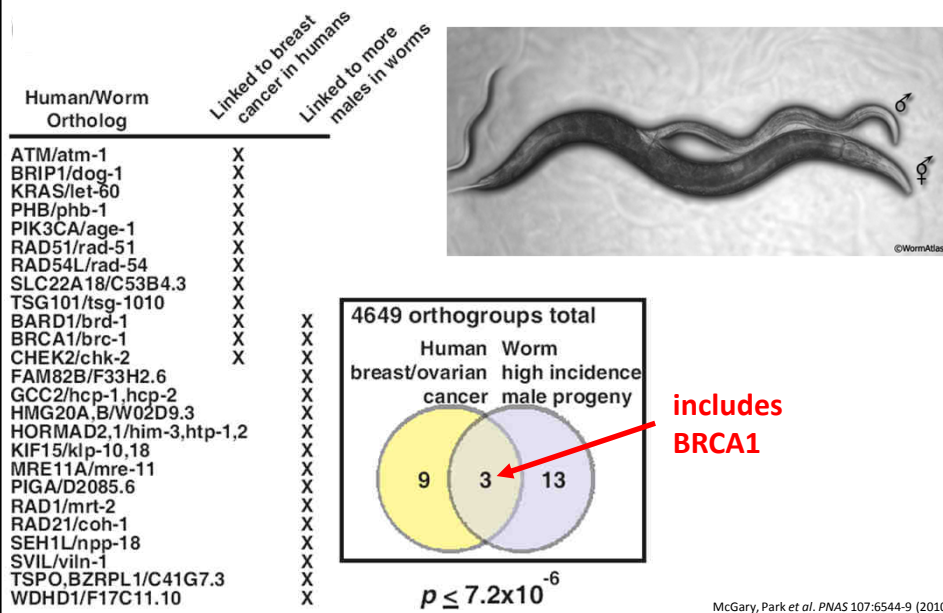 Human/Worm
Ortholog
Linked to breast
cancer in humans
Linked to more
males in worms
ATM/atm-1 X
BRIP1/dog-1 X
KRAS/let-60 X
PHB/phb-1 X
PIK3CA/age-1 X
RAD51/rad-51 X
RAD54L/rad-54 X
SLC22A18/C53B4.3 X
TSG101/tsg-1010 X
BARD1/brd-1 X X
BRCA1/brc-1 X X
CHEK2/chk-2 X X
FAM82B/F33H2.6 X
GCC2/hcp-1,hcp-2 X
HMG20A,B/W02D9.3 X
HORMAD2,1/him-3,htp-1,2 X
KIF15/klp-10,18 X
MRE11A/mre-11 X
PIGA/D2085.6 X
RAD1/mrt-2 X
RAD21/coh-1 X
SEH1L/npp-18 X
SVIL/viln-1 X
TSPO,BZRPL1/C41G7.3 X
WDHD1/F17C11.10 X
♂
⚥
©WormAtlas
4649 orthogroups total
Human Worm
breast/ovarian high incidence
cancer male progeny
9 3 13
includes
BRCA1
p ≤ 7.2x10⁻⁶
McGary, Park et al. PNAS 107:6544-9 (2010